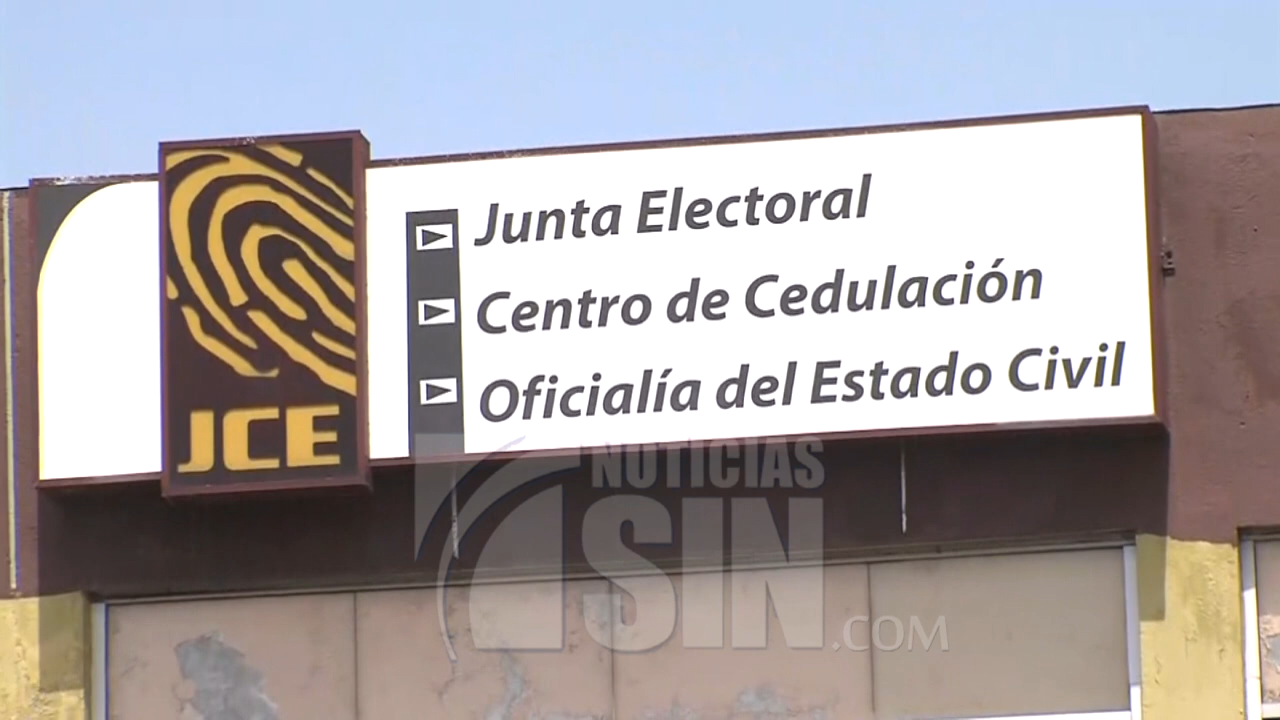 JCE
Junta Electoral
Centro de Cedulación
Oficialía del Estado Civil
NOTICIAS
SIN
.COM